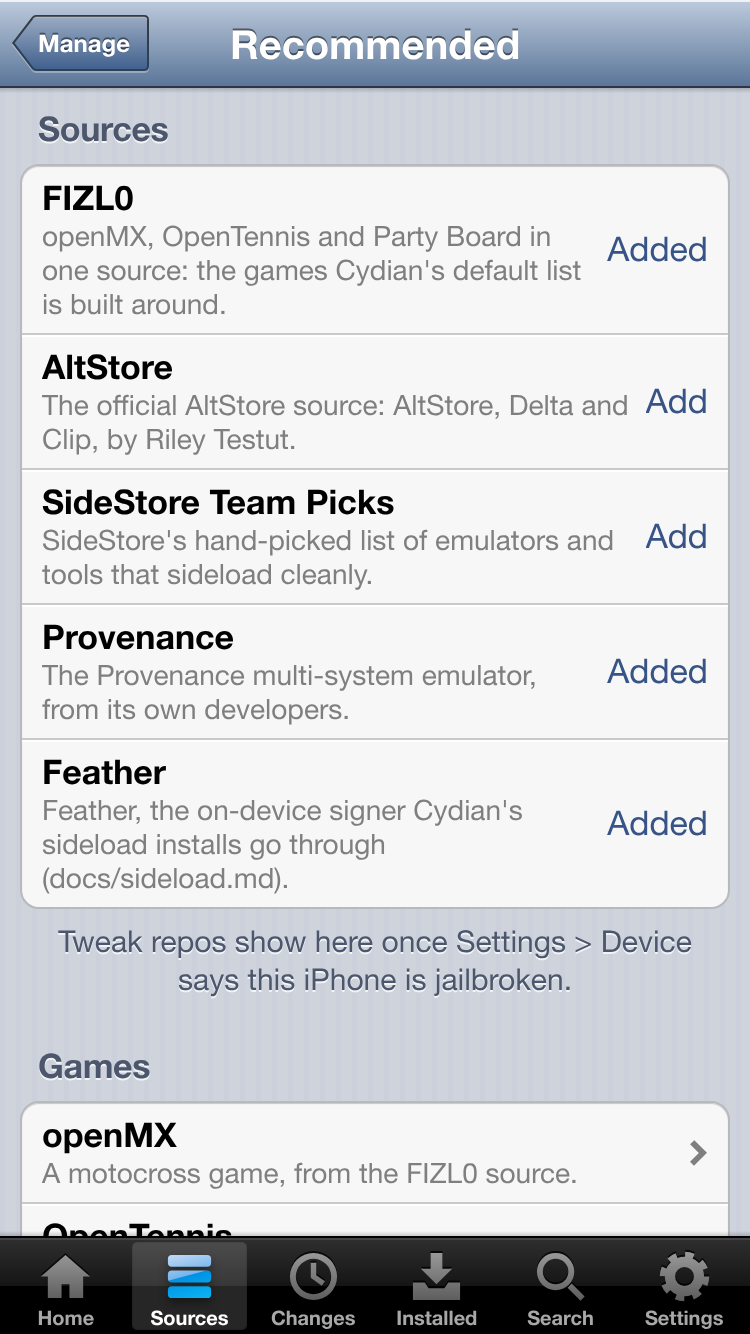 Manage
Recommended
Sources
FIZL0
openMX, OpenTennis and Party Board in
one source: the games Cydian's default list
is built around.
Added
AltStore
The official AltStore source: AltStore, Delta and
Clip, by Riley Testut.
Add
SideStore Team Picks
SideStore's hand-picked list of emulators and
tools that sideload cleanly.
Add
Provenance
The Provenance multi-system emulator,
from its own developers.
Added
Feather
Feather, the on-device signer Cydian's
sideload installs go through
(docs/sideload.md).
Added
Tweak repos show here once Settings > Device
says this iPhone is jailbroken.
Games
openMX
A motocross game, from the FIZL0 source.
OpenTennis
Home
Sources
Changes
Installed
Search
Settings